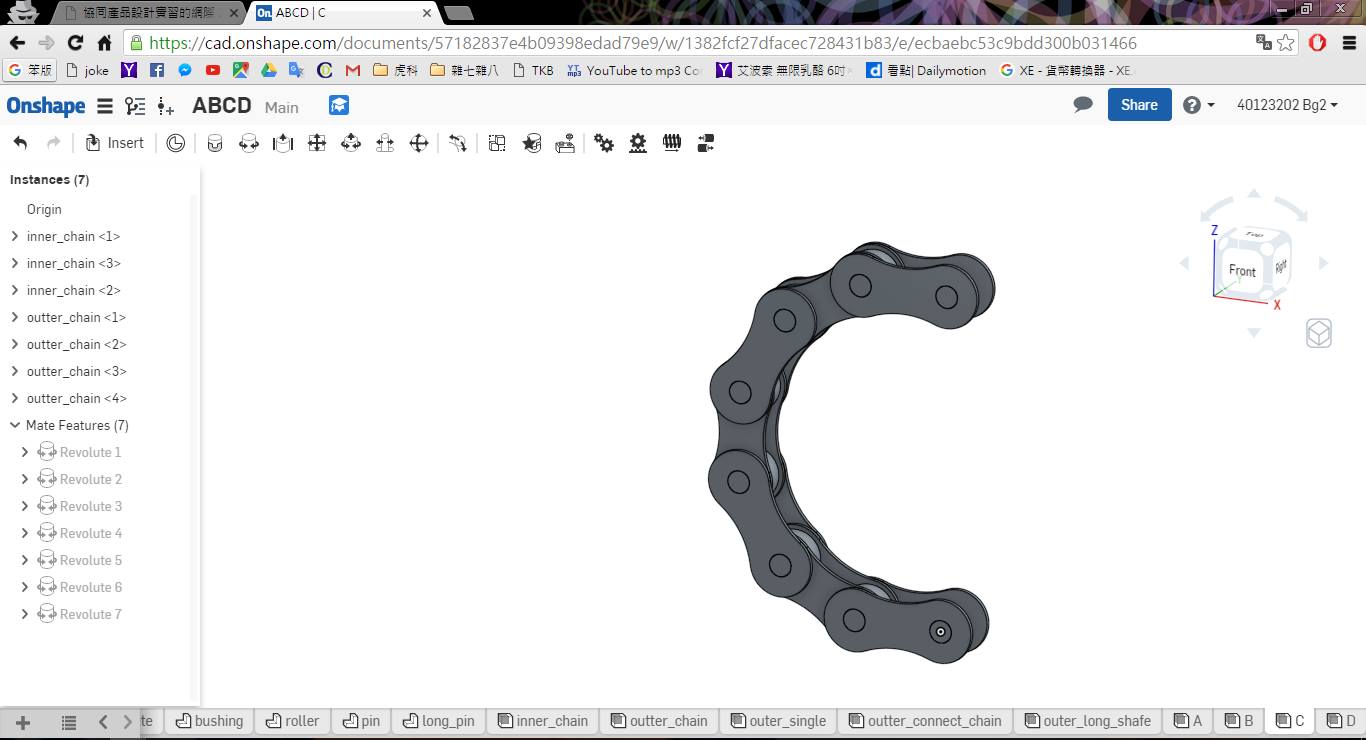 協同產品設計實習的網際
On. ABCD | C
https://cad.onshape.com/documents/57182837e4b09398edad79e9/w/1382fcf27dfacec728431b83/e/ecbaebc53c9bdd300b031466
笨版 joke 虎科 雜七雜八 TKB YT mp3 YouTube to mp3 Co 艾波索 無限乳酪 6吋 看點| Dailymotion XE - 貨幣轉換器 - XE.
Onshape ABCD Main Share 40123202 Bg2
Insert
Instances (7)
Origin
inner_chain <1>
inner_chain <3>
inner_chain <2>
outter_chain <1>
outter_chain <2>
outter_chain <3>
outter_chain <4>
Mate Features (7)
Revolute 1
Revolute 2
Revolute 3
Revolute 4
Revolute 5
Revolute 6
Revolute 7
Z
Top
Front
Right
Y
X
te bushing roller pin long_pin inner_chain outter_chain outer_single outter_connect_chain outer_long_shafe A B C D